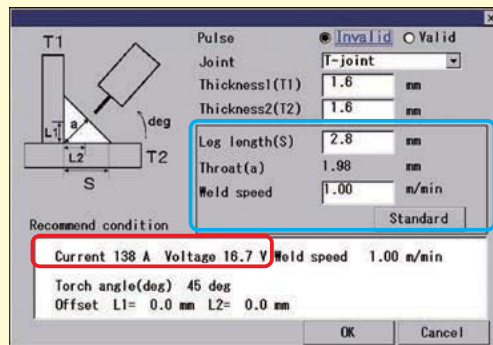 Pulse Invalid Valid
Joint T-joint
Thickness1(T1) 1.6 mm
Thickness2(T2) 1.6 mm
Leg length(S) 2.8 mm
Throat(a) 1.98 mm
Weld speed 1.00 m/min
Standard
T1
deg
a
L1
L2
T2
S
Recommend condition
Current 138 A Voltage 16.7 V Weld speed 1.00 m/min
Torch angle(deg) 45 deg
Offset L1= 0.0 mm L2= 0.0 mm
OK Cancel